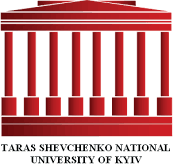 TARAS SHEVCHENKO NATIONAL
UNIVERSITY OF KYIV